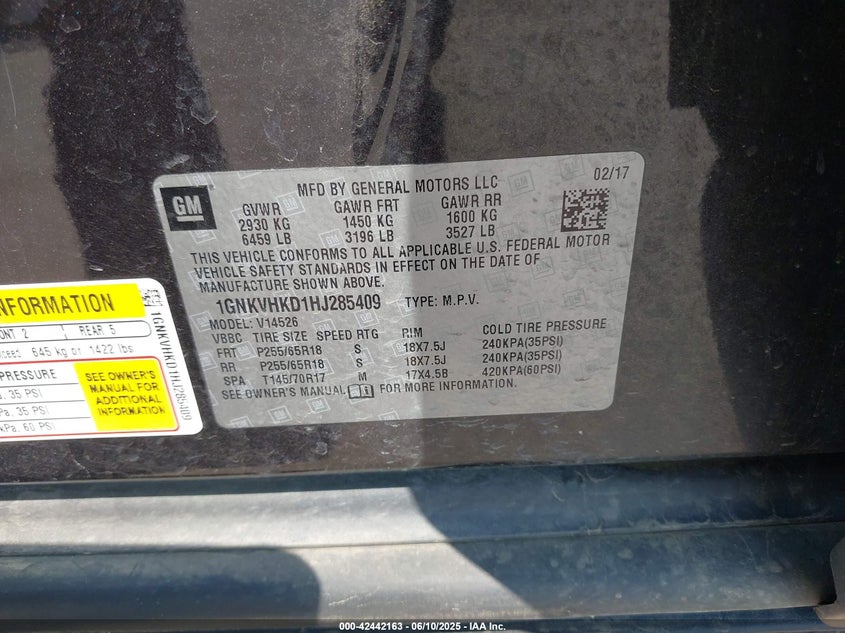 GM
MFD BY GENERAL MOTORS LLC
02/17
GVWR GAWR FRT GAWR RR
2930 KG 1450 KG 1600 KG
6459 LB 3196 LB 3527 LB
THIS VEHICLE CONFORMS TO ALL APPLICABLE U.S. FEDERAL MOTOR
VEHICLE SAFETY STANDARDS IN EFFECT ON THE DATE OF
MANUFACTURE SHOWN ABOVE.
1GNKVHKD1HJ285409 TYPE: M.P.V.
MODEL: V14526
VBBC TIRE SIZE SPEED RTG RIM COLD TIRE PRESSURE
FRT P255/65R18 S 18X7.5J 240KPA(35PSI)
RR P255/65R18 S 18X7.5J 240KPA(35PSI)
SPA T145/70R17 M 17X4.5B 420KPA(60PSI)
SEE OWNER'S MANUAL FOR MORE INFORMATION.
INFORMATION
2 REAR 5
645 kg or 1422 lbs
PRESSURE
35 PSI
35 PSI
kPa, 60 PSI
SEE OWNER'S
MANUAL FOR
ADDITIONAL
INFORMATION
1GNKVHKD1HJ285409
000-42442163 - 06/10/2025 - IAA Inc.